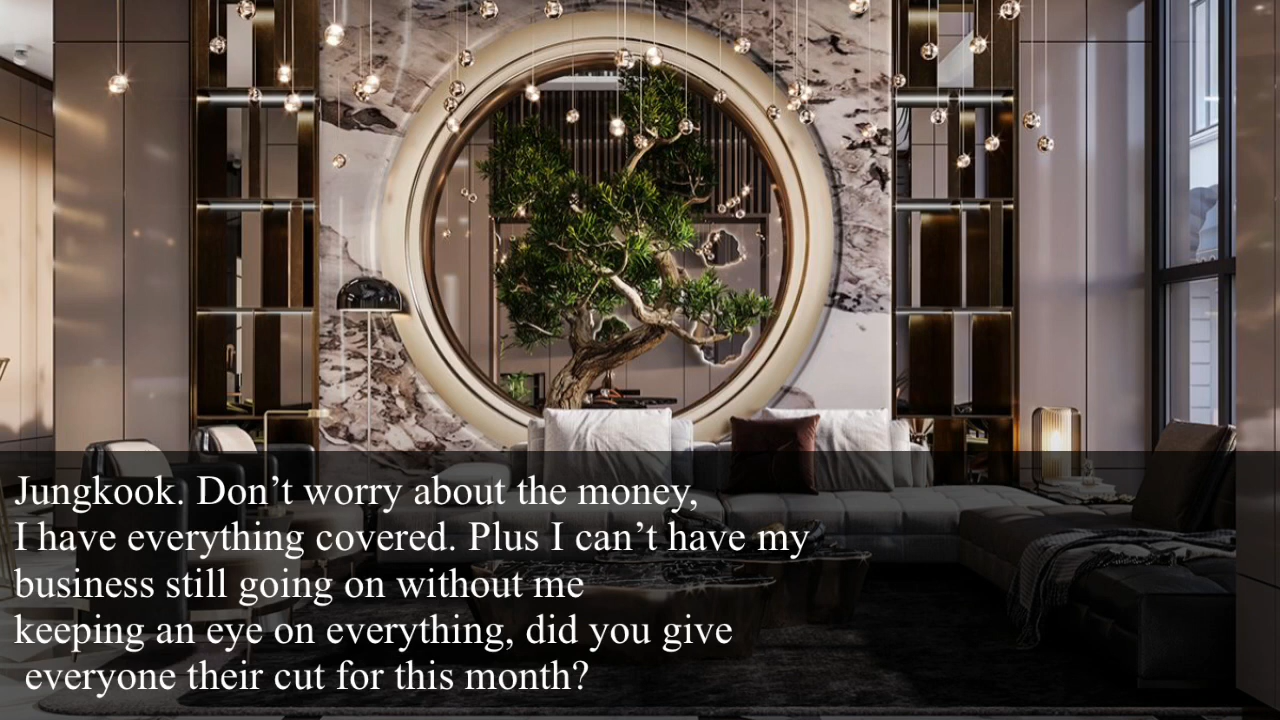 Jungkook. Don’t worry about the money,
I have everything covered. Plus I can’t have my
business still going on without me
keeping an eye on everything, did you give
everyone their cut for this month?